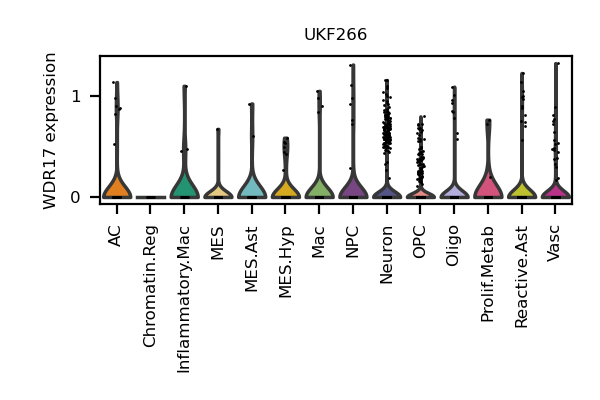 UKF266
WDR17 expression
1
0
AC
Chromatin.Reg
Inflammatory.Mac
MES
MES.Ast
MES.Hyp
Mac
NPC
Neuron
OPC
Oligo
Prolif.Metab
Reactive.Ast
Vasc